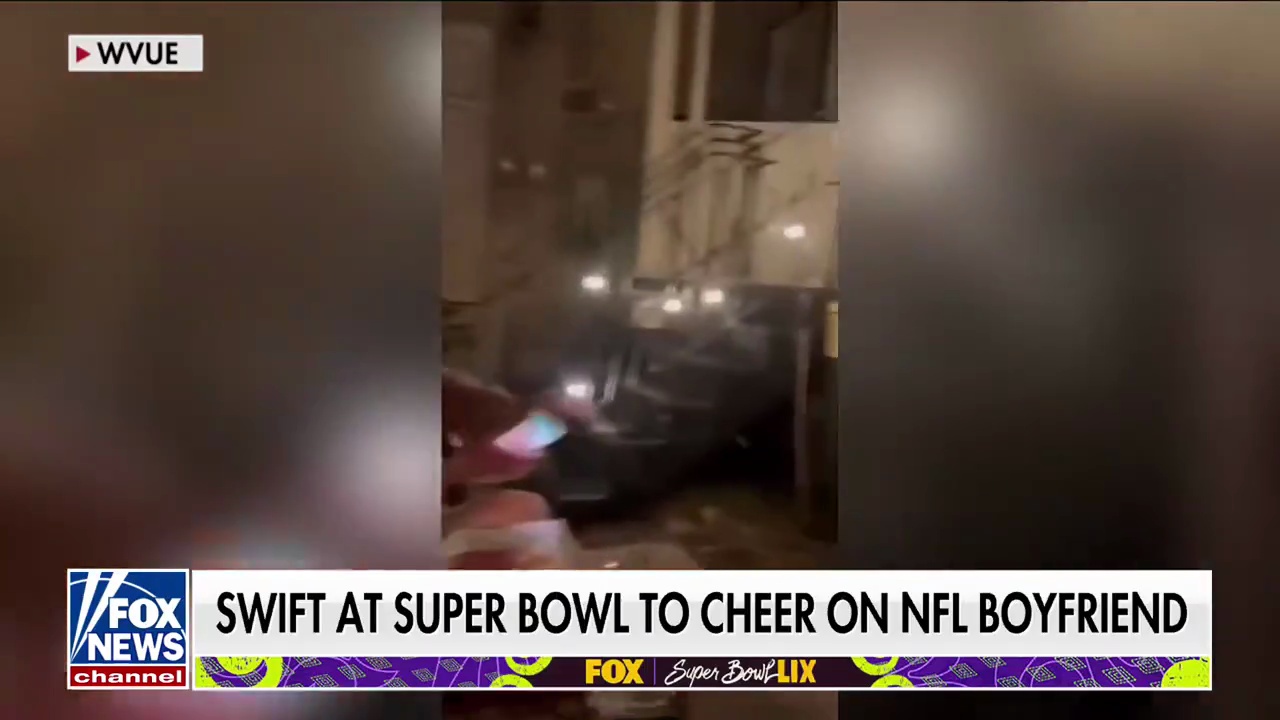 WVUE
SWIFT AT SUPER BOWL TO CHEER ON NFL BOYFRIEND
FOX
NEWS
channel
FOX Super Bowl LIX